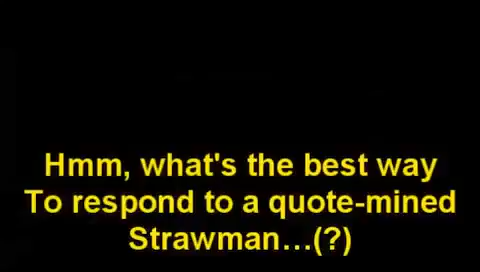 Hmm, what's the best way
To respond to a quote-mined
Strawman...(?)